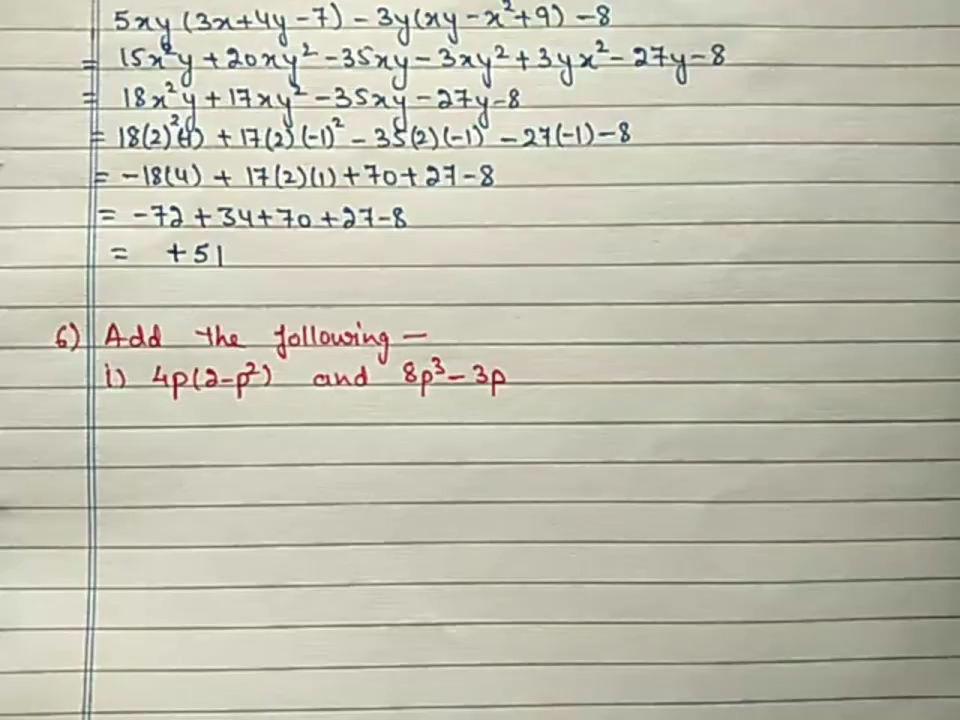 5xy (3x+4y-7) - 3y(xy - x²+9) -8
= 15x²y +20xy² -35xy - 3xy² +3yx² - 27y-8
= 18x²y +17xy² -35xy -27y-8
= 18(2)² + 17(2) (-1)² - 35(2) (-1) - 27(-1) -8
= -18(4) + 17(2)(1) +70+27-8
= -72 +34+70 +27-8
= +51
6) Add the following —
i) 4p(2-p²) and 8p³ - 3p